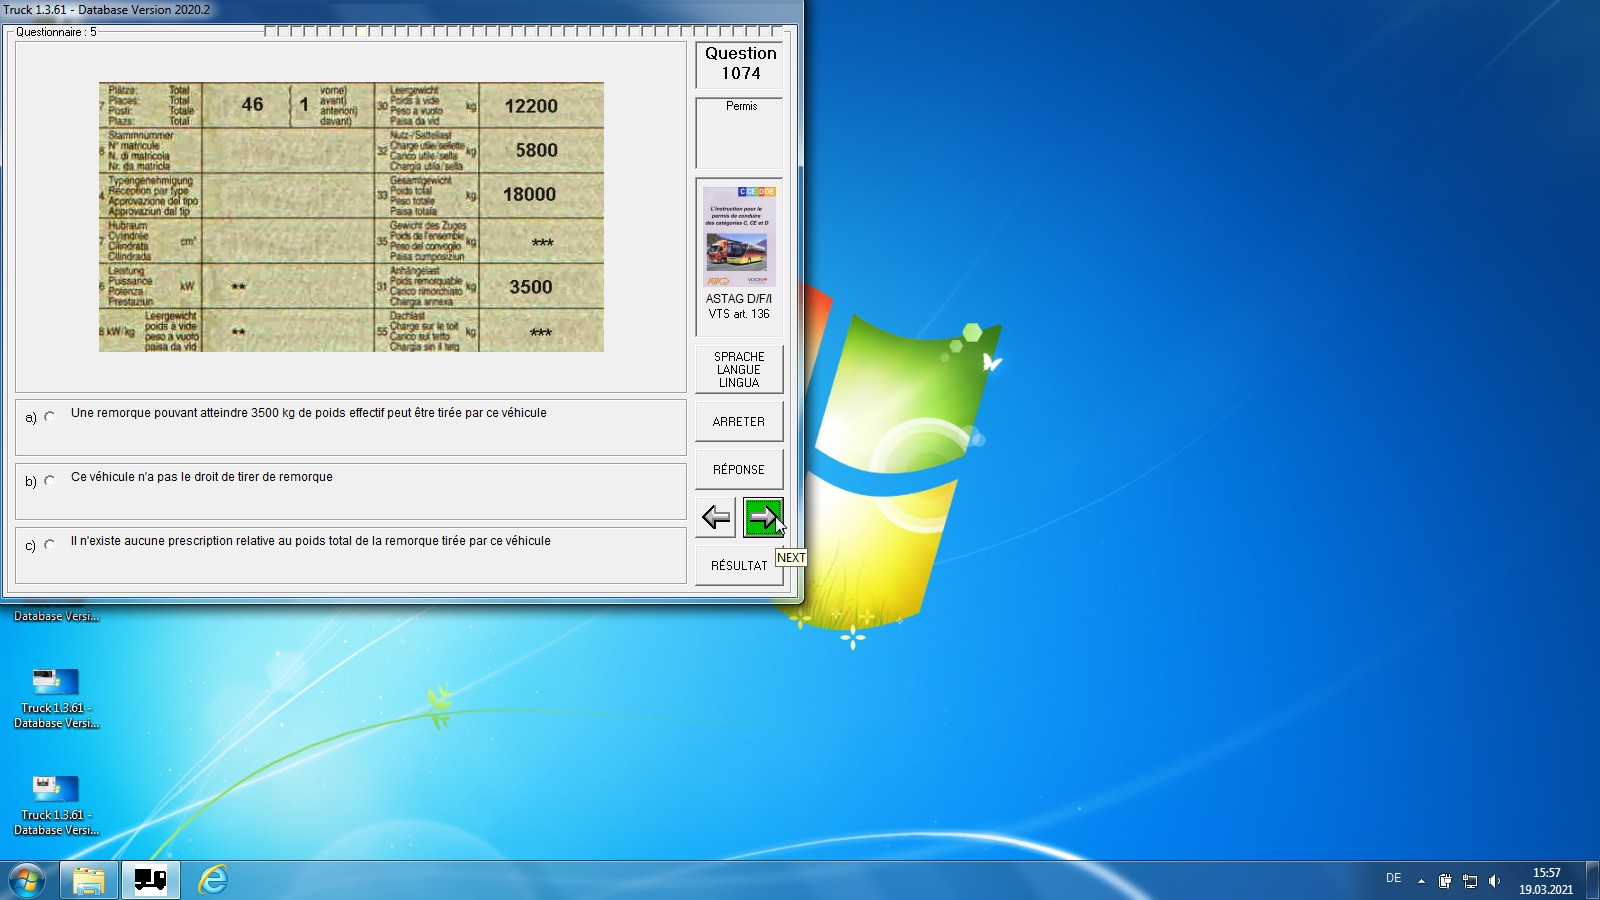 Truck 1.3.61 - Database Version 2020.2
Questionnaire : 5
Plätze: Total
Places: Total
Posti: Totale
Plazs: Total
46
1
vorne)
avant)
anteriori)
davant)
30
Leergewicht
Poids à vide
Peso a vuoto
Paisa da vid
kg
12200
Stammnummer
N° matricule
N. di matricola
Nr. da matricla
32
Nutz-/Sattellast
Charge utile/sellette
Carico utile/sella
Chargia utila/sella
kg
5800
Typengenehmigung
Réception par type
Approvazione del tipo
Approvaziun dal tip
33
Gesamtgewicht
Poids total
Peso totale
Paisa totala
kg
18000
7
Hubraum
Cylindrée
Cilindrata
Cilindrada
cm³
35
Gewicht des Zuges
Poids de l'ensemble
Peso del convoglio
Paisa cumposiziun
kg
***
6
Leistung
Puissance
Potenza
Prestaziun
kW
**
31
Anhängelast
Poids remorquable
Carico rimorchiato
Chargia annexa
kg
3500
8 kW/kg
Leergewicht
poids à vide
peso a vuoto
paisa da vid
**
55
Dachlast
Charge sur le toit
Carico sul tetto
Chargia sin il tetg
kg
***
a) Une remorque pouvant atteindre 3500 kg de poids effectif peut être tirée par ce véhicule
b) Ce véhicule n'a pas le droit de tirer de remorque
c) Il n'existe aucune prescription relative au poids total de la remorque tirée par ce véhicule
Question
1074
Permis
C CE D DE
L'instruction pour le
permis de conduire
des catégories C, CE et D
ASTAG D/F/I
VTS art. 136
SPRACHE
LANGUE
LINGUA
ARRETER
RÉPONSE
NEXT
RÉSULTAT
Database Versi...
Truck 1.3.61 -
Database Versi...
Truck 1.3.61 -
Database Versi...
DE
15:57
19.03.2021